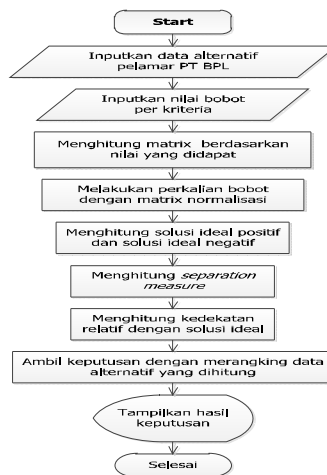 Start
Inputkan data alternatif
pelamar PT BPL
Inputkan nilai bobot
per kriteria
Menghitung matrix berdasarkan
nilai yang didapat
Melakukan perkalian bobot
dengan matrix normalisasi
Menghitung solusi ideal positif
dan solusi ideal negatif
Menghitung separation
measure
Menghitung kedekatan
relatif dengan solusi ideal
Ambil keputusan dengan merangking data
alternatif yang dihitung
Tampilkan hasil
keputusan
Selesai